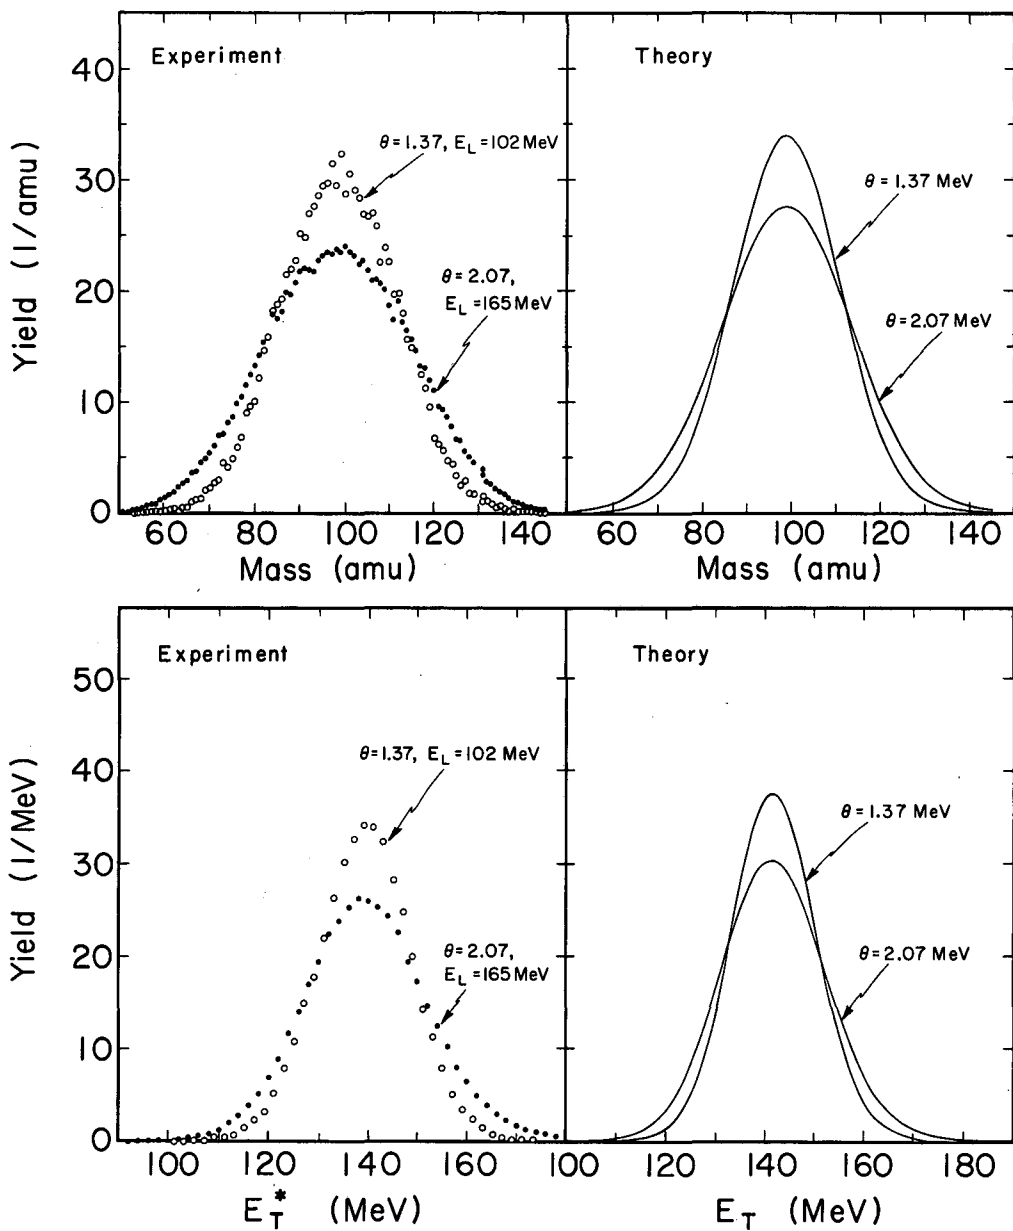 Experiment
Theory
Yield (1/amu)
40
30
20
10
0
θ=1.37, E_L=102 MeV
θ=2.07,
E_L=165 MeV
θ=1.37 MeV
θ=2.07 MeV
60 80 100 120 140
60 80 100 120 140
Mass (amu)
Mass (amu)
Experiment
Theory
Yield (1/MeV)
50
40
30
20
10
0
θ=1.37, E_L=102 MeV
θ=2.07,
E_L=165 MeV
θ=1.37 MeV
θ=2.07 MeV
100 120 140 160 100 120 140 160 180
E_T^* (MeV)
E_T (MeV)